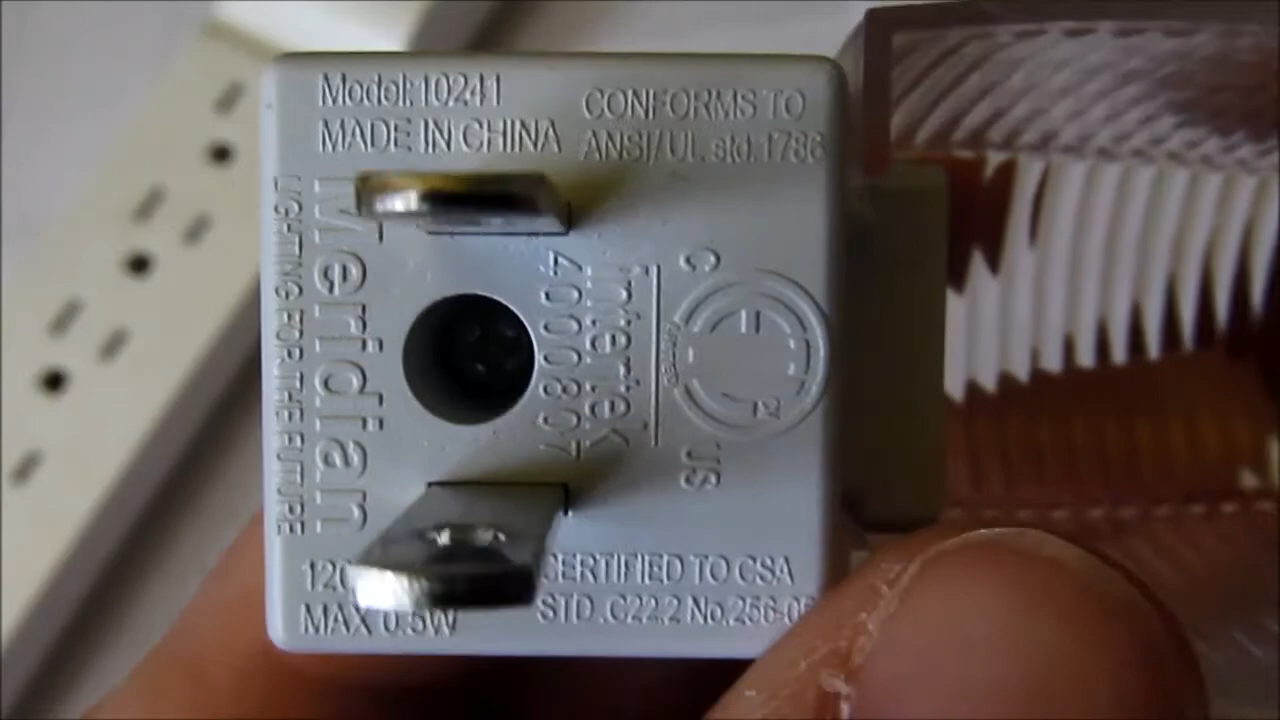 Model:10241
MADE IN CHINA
CONFORMS TO
ANSI/UL std.1786
Meridian
LIGHTING FOR THE FUTURE
C
Intertek
4000807
US
MAX 0.5W
CERTIFIED TO CSA
STD.C22.2 No.256-05